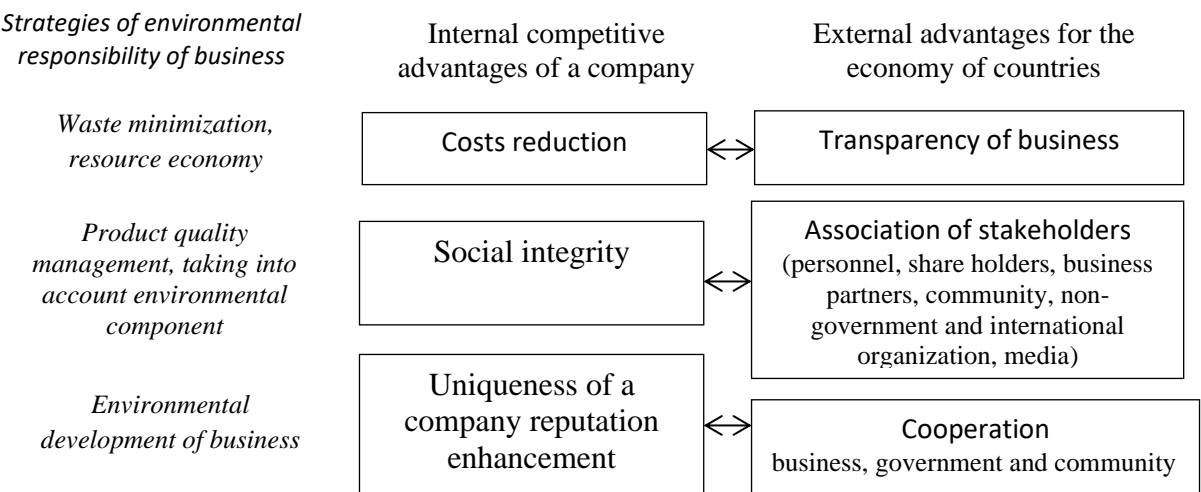 Strategies of environmental
responsibility of business
Internal competitive
advantages of a company
External advantages for the
economy of countries
Waste minimization,
resource economy
Costs reduction
Transparency of business
Product quality
management, taking into
account environmental
component
Social integrity
Association of stakeholders
(personnel, share holders, business
partners, community, non-
government and international
organization, media)
Environmental
development of business
Uniqueness of a
company reputation
enhancement
Cooperation
business, government and community